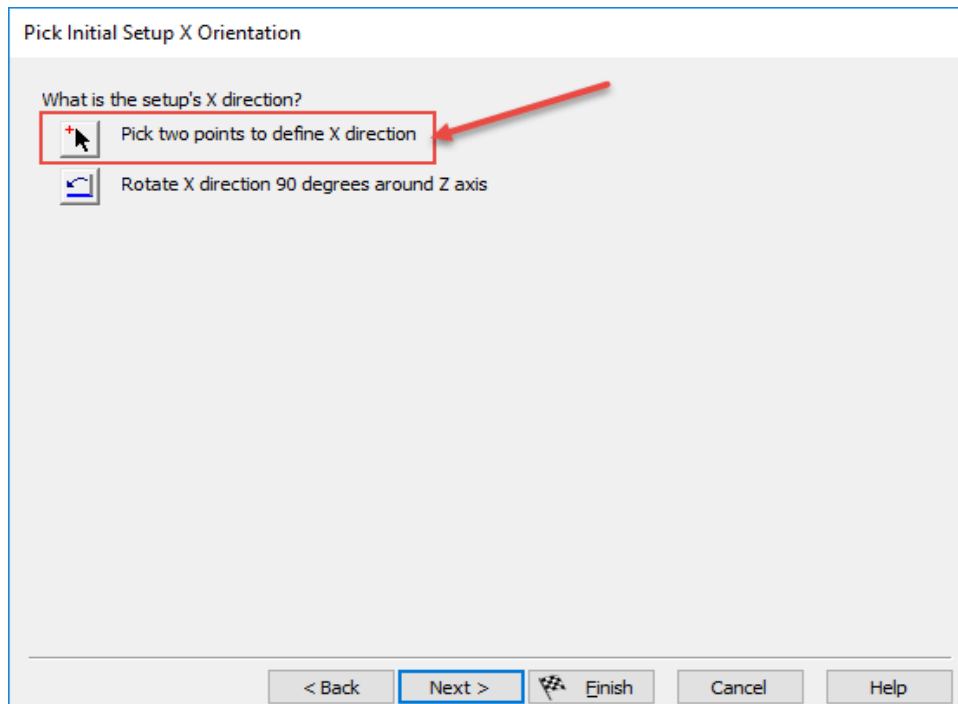 Pick Initial Setup X Orientation
What is the setup's X direction?
Pick two points to define X direction
Rotate X direction 90 degrees around Z axis
< Back Next > Finish Cancel Help